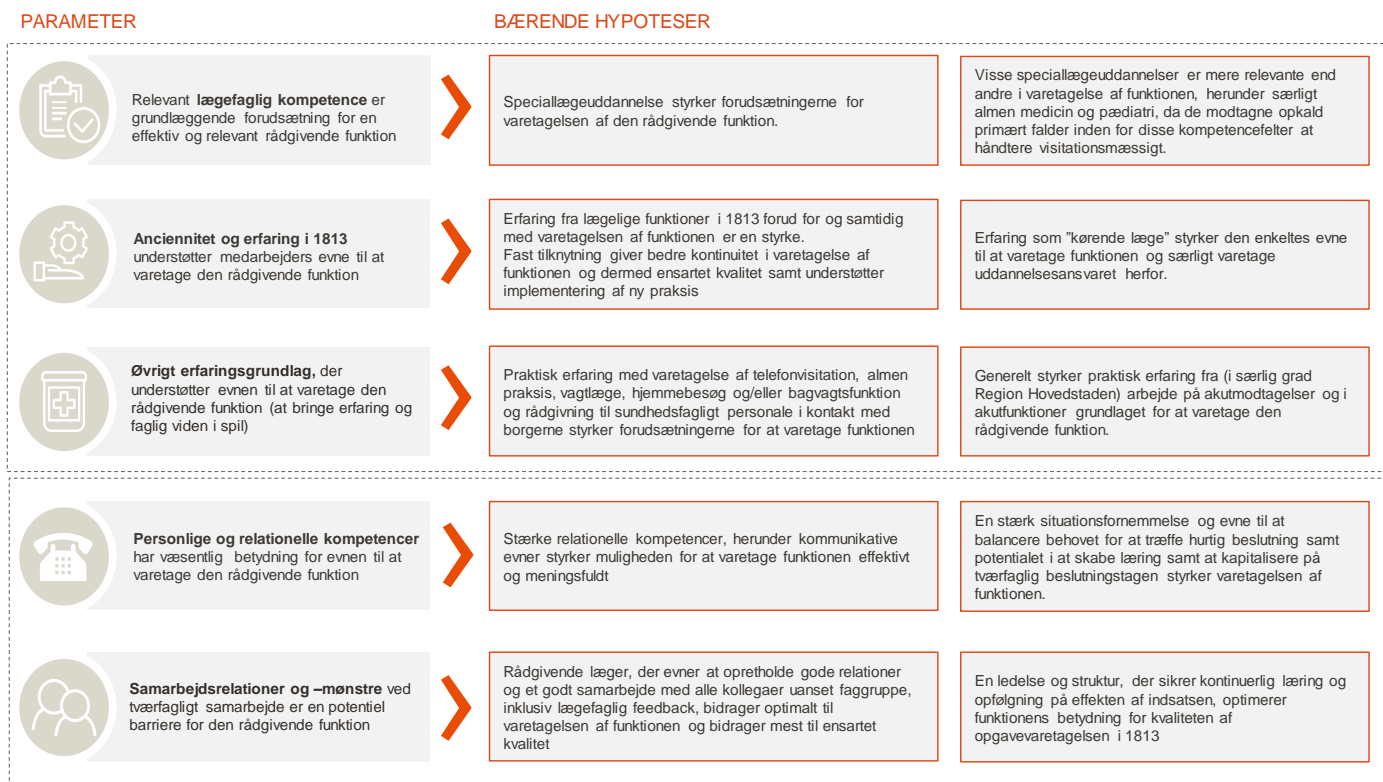 PARAMETER
BÆRENDE HYPOTESER
Relevant lægefaglig kompetence er
grundlæggende forudsætning for en
effektiv og relevant rådgivende funktion
Speciallægeuddannelse styrker forudsætningerne for
varetagelsen af den rådgivende funktion.
Visse speciallægeuddannelser er mere relevante end
andre i varetagelse af funktionen, herunder særligt
almen medicin og pædiatri, da de modtagne opkald
primært falder inden for disse kompetencefelter at
håndtere visitationsmæssigt.
Anciennitet og erfaring i 1813
understøtter medarbejders evne til at
varetage den rådgivende funktion
Erfaring fra lægelige funktioner i 1813 forud for og samtidig
med varetagelsen af funktionen er en styrke.
Fast tilknytning giver bedre kontinuitet i varetagelse af
funktionen og dermed ensartet kvalitet samt understøtter
implementering af ny praksis
Erfaring som ”kørende læge” styrker den enkeltes evne
til at varetage funktionen og særligt varetage
uddannelsesansvaret herfor.
Øvrigt erfaringsgrundlag, der
understøtter evnen til at varetage den
rådgivende funktion (at bringe erfaring og
faglig viden i spil)
Praktisk erfaring med varetagelse af telefonvisitation, almen
praksis, vagtlæge, hjemmebesøg og/eller bagvagtsfunktion
og rådgivning til sundhedsfagligt personale i kontakt med
borgerne styrker forudsætningerne for at varetage funktionen
Generelt styrker praktisk erfaring fra (i særlig grad
Region Hovedstaden) arbejde på akutmodtagelser og i
akutfunktioner grundlaget for at varetage den
rådgivende funktion.
Personlige og relationelle kompetencer
har væsentlig betydning for evnen til at
varetage den rådgivende funktion
Stærke relationelle kompetencer, herunder kommunikative
evner styrker muligheden for at varetage funktionen effektivt
og meningsfuldt
En stærk situationsfornemmelse og evne til at
balancere behovet for at træffe hurtig beslutning samt
potentialet i at skabe læring samt at kapitalisere på
tværfaglig beslutningstagen styrker varetagelsen af
funktionen.
Samarbejdsrelationer og –mønstre ved
tværfagligt samarbejde er en potentiel
barriere for den rådgivende funktion
Rådgivende læger, der evner at opretholde gode relationer
og et godt samarbejde med alle kollegaer uanset faggruppe,
inklusiv lægefaglig feedback, bidrager optimalt til
varetagelsen af funktionen og bidrager mest til ensartet
kvalitet
En ledelse og struktur, der sikrer kontinuerlig læring og
opfølgning på effekten af indsatsen, optimerer
funktionens betydning for kvaliteten af
opgavevaretagelsen i 1813